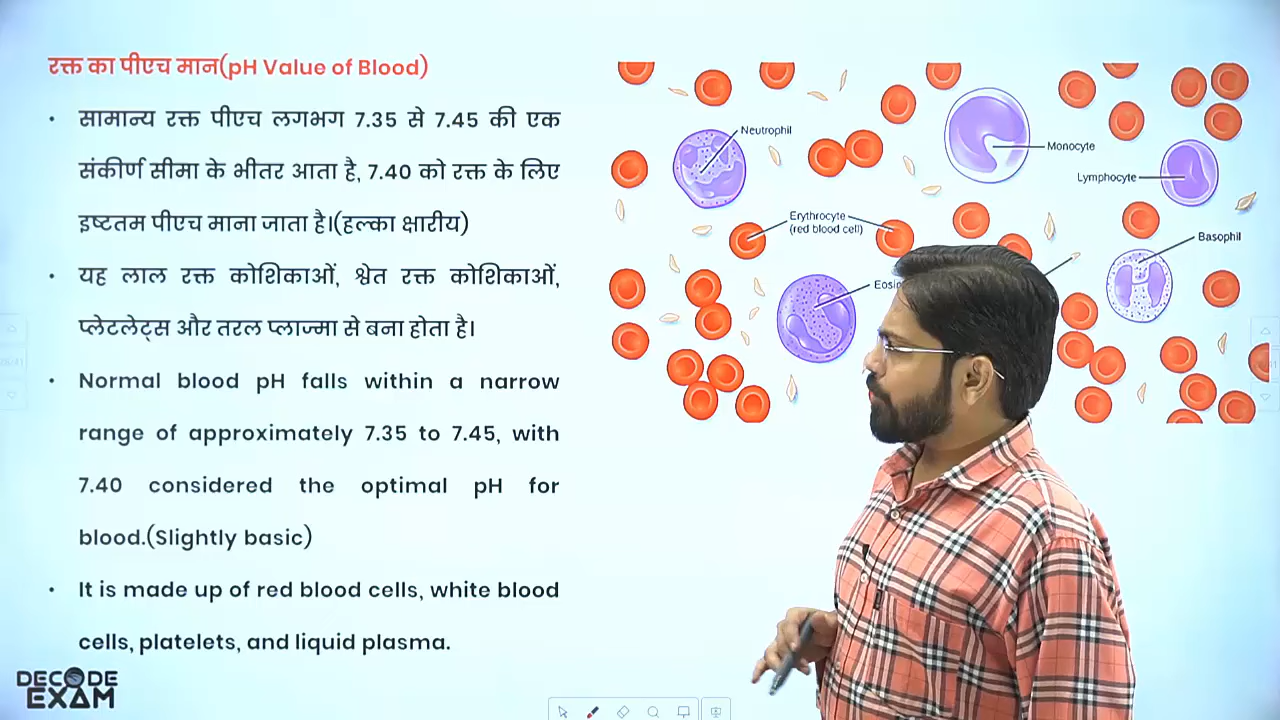 रक्त का पीएच मान(pH Value of Blood)
• सामान्य रक्त पीएच लगभग 7.35 से 7.45 की एक
संकीर्ण सीमा के भीतर आता है, 7.40 को रक्त के लिए
इष्टतम पीएच माना जाता है।(हल्का क्षारीय)
• यह लाल रक्त कोशिकाओं, श्वेत रक्त कोशिकाओं,
प्लेटलेट्स और तरल प्लाज्मा से बना होता है।
• Normal blood pH falls within a narrow
range of approximately 7.35 to 7.45, with
7.40 considered the optimal pH for
blood.(Slightly basic)
• It is made up of red blood cells, white blood
cells, platelets, and liquid plasma.
Neutrophil
Monocyte
Lymphocyte
Erythrocyte
(red blood cell)
Basophil
DECODE
EXAM